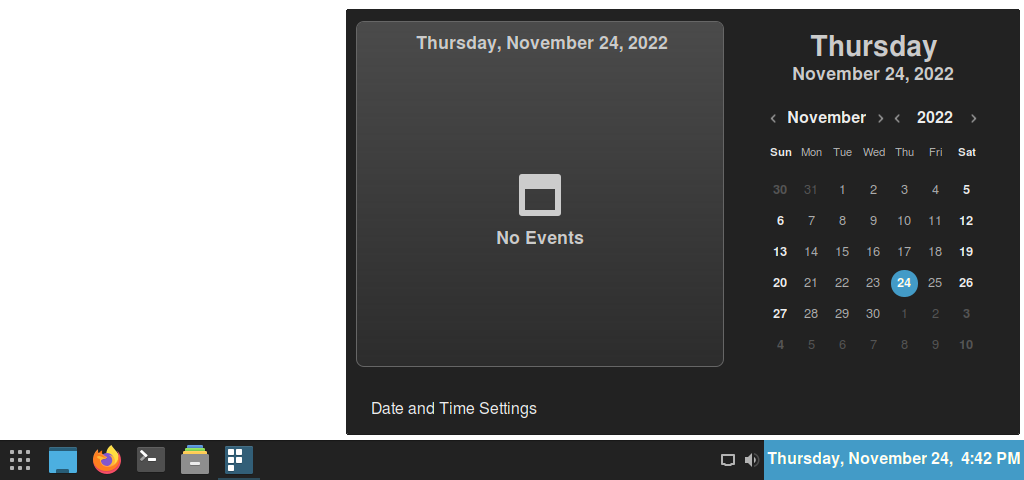 Thursday, November 24, 2022
No Events
Date and Time Settings
Thursday
November 24, 2022
‹ November › ‹ 2022 ›
Sun Mon Tue Wed Thu Fri Sat
30 31 1 2 3 4 5
6 7 8 9 10 11 12
13 14 15 16 17 18 19
20 21 22 23 24 25 26
27 28 29 30 1 2 3
4 5 6 7 8 9 10
Thursday, November 24, 4:42 PM